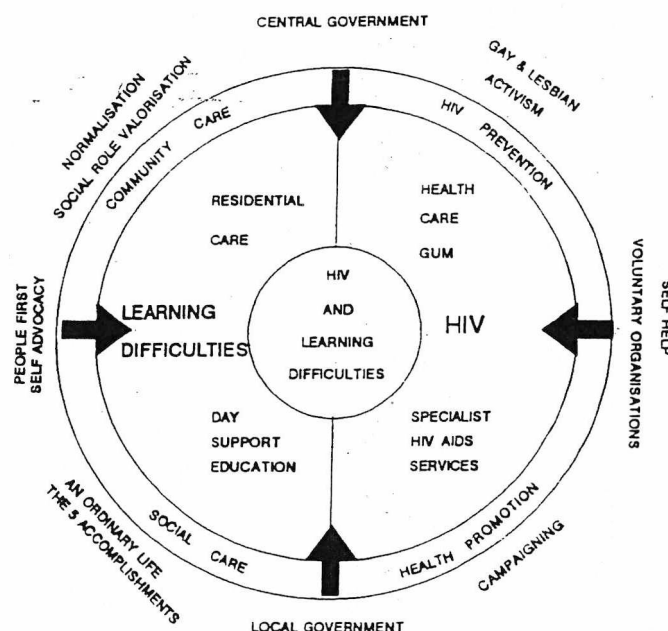 CENTRAL GOVERNMENT
GAY & LESBIAN
ACTIVISM
NORMALISATION
SOCIAL ROLE VALORISATION
COMMUNITY CARE
HIV PREVENTION
RESIDENTIAL
CARE
HEALTH
CARE
GUM
PEOPLE FIRST
SELF ADVOCACY
LEARNING
DIFFICULTIES
HIV
AND
LEARNING
DIFFICULTIES
HIV
VOLUNTARY ORGANISATIONS
SELF HELP
DAY
SUPPORT
EDUCATION
SPECIALIST
HIV AIDS
SERVICES
AN ORDINARY LIFE
THE 5 ACCOMPLISHMENTS
SOCIAL CARE
HEALTH PROMOTION
CAMPAIGNING
LOCAL GOVERNMENT